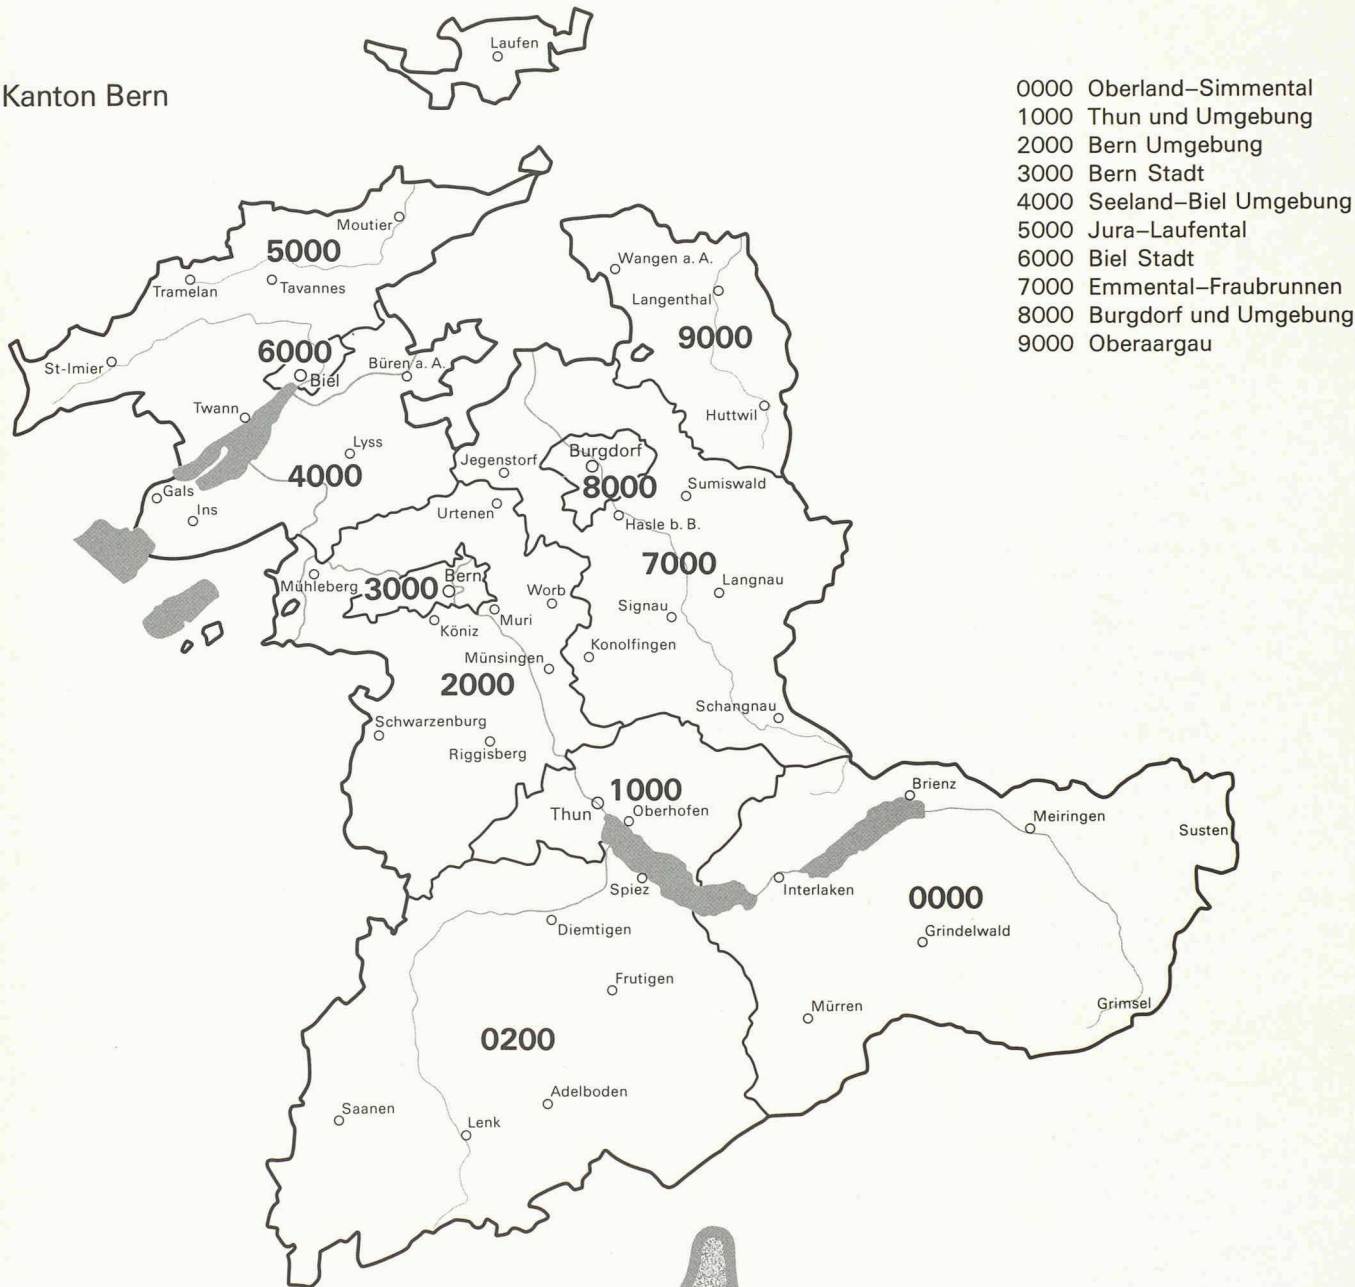 Laufen
Kanton Bern
0000 Oberland–Simmental
1000 Thun und Umgebung
2000 Bern Umgebung
3000 Bern Stadt
4000 Seeland–Biel Umgebung
5000 Jura–Laufental
6000 Biel Stadt
7000 Emmental–Fraubrunnen
8000 Burgdorf und Umgebung
9000 Oberaargau
Moutier
5000
Tramelan
Tavannes
Wangen a. A.
Langenthal
9000
St-Imier
6000
Biel
Büren a. A.
Twann
Huttwil
Lyss
4000
Jegenstorf
Burgdorf
8000
Sumiswald
Gals
Ins
Urtenen
Hasle b. B.
7000
Mühleberg
3000
Bern
Worb
Langnau
Köniz
Muri
Signau
Münsingen
Konolfingen
2000
Schwarzenburg
Riggisberg
Schangnau
1000
Thun
Oberhofen
Brienz
Meiringen
Susten
Spiez
Interlaken
0000
Diemtigen
Grindelwald
Frutigen
Mürren
Grimsel
0200
Adelboden
Saanen
Lenk